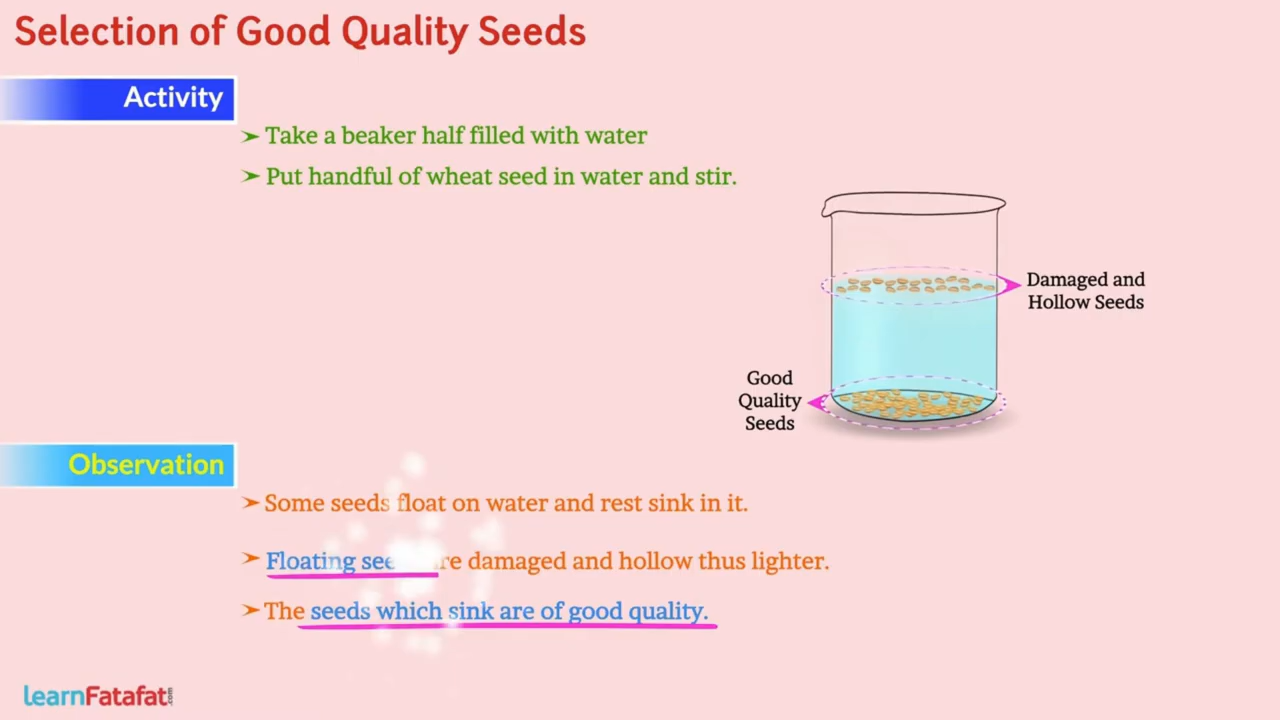 Selection of Good Quality Seeds
Activity
➢ Take a beaker half filled with water
➢ Put handful of wheat seed in water and stir.
Damaged and
Hollow Seeds
Good
Quality
Seeds
Observation
➢ Some seeds float on water and rest sink in it.
➢ Floating damaged and hollow thus lighter.
➢ The seeds which sink are of good quality.
learnFatafat.com